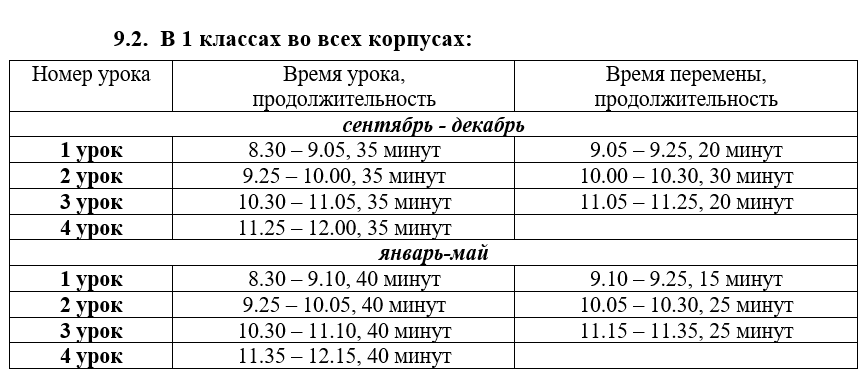 9.2. В 1 классах во всех корпусах:
Номер урока Время урока, Время перемены,
продолжительность продолжительность
сентябрь - декабрь
1 урок 8.30 – 9.05, 35 минут 9.05 – 9.25, 20 минут
2 урок 9.25 – 10.00, 35 минут 10.00 – 10.30, 30 минут
3 урок 10.30 – 11.05, 35 минут 11.05 – 11.25, 20 минут
4 урок 11.25 – 12.00, 35 минут
январь-май
1 урок 8.30 – 9.10, 40 минут 9.10 – 9.25, 15 минут
2 урок 9.25 – 10.05, 40 минут 10.05 – 10.30, 25 минут
3 урок 10.30 – 11.10, 40 минут 11.15 – 11.35, 25 минут
4 урок 11.35 – 12.15, 40 минут